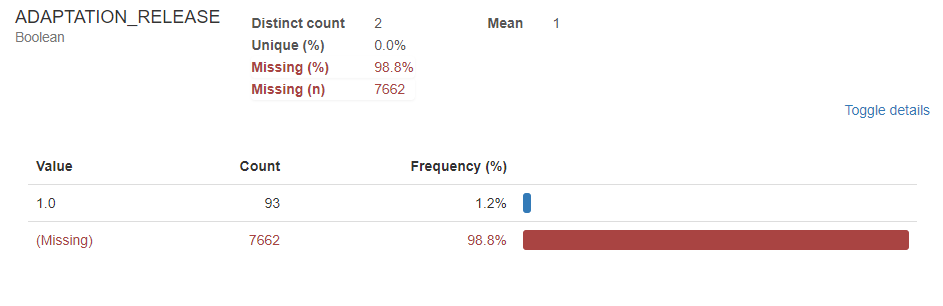 ADAPTATION_RELEASE
Boolean
Distinct count 2
Unique (%) 0.0%
Missing (%) 98.8%
Missing (n) 7662
Mean 1
Toggle details
Value Count Frequency (%)
1.0 93 1.2%
(Missing) 7662 98.8%